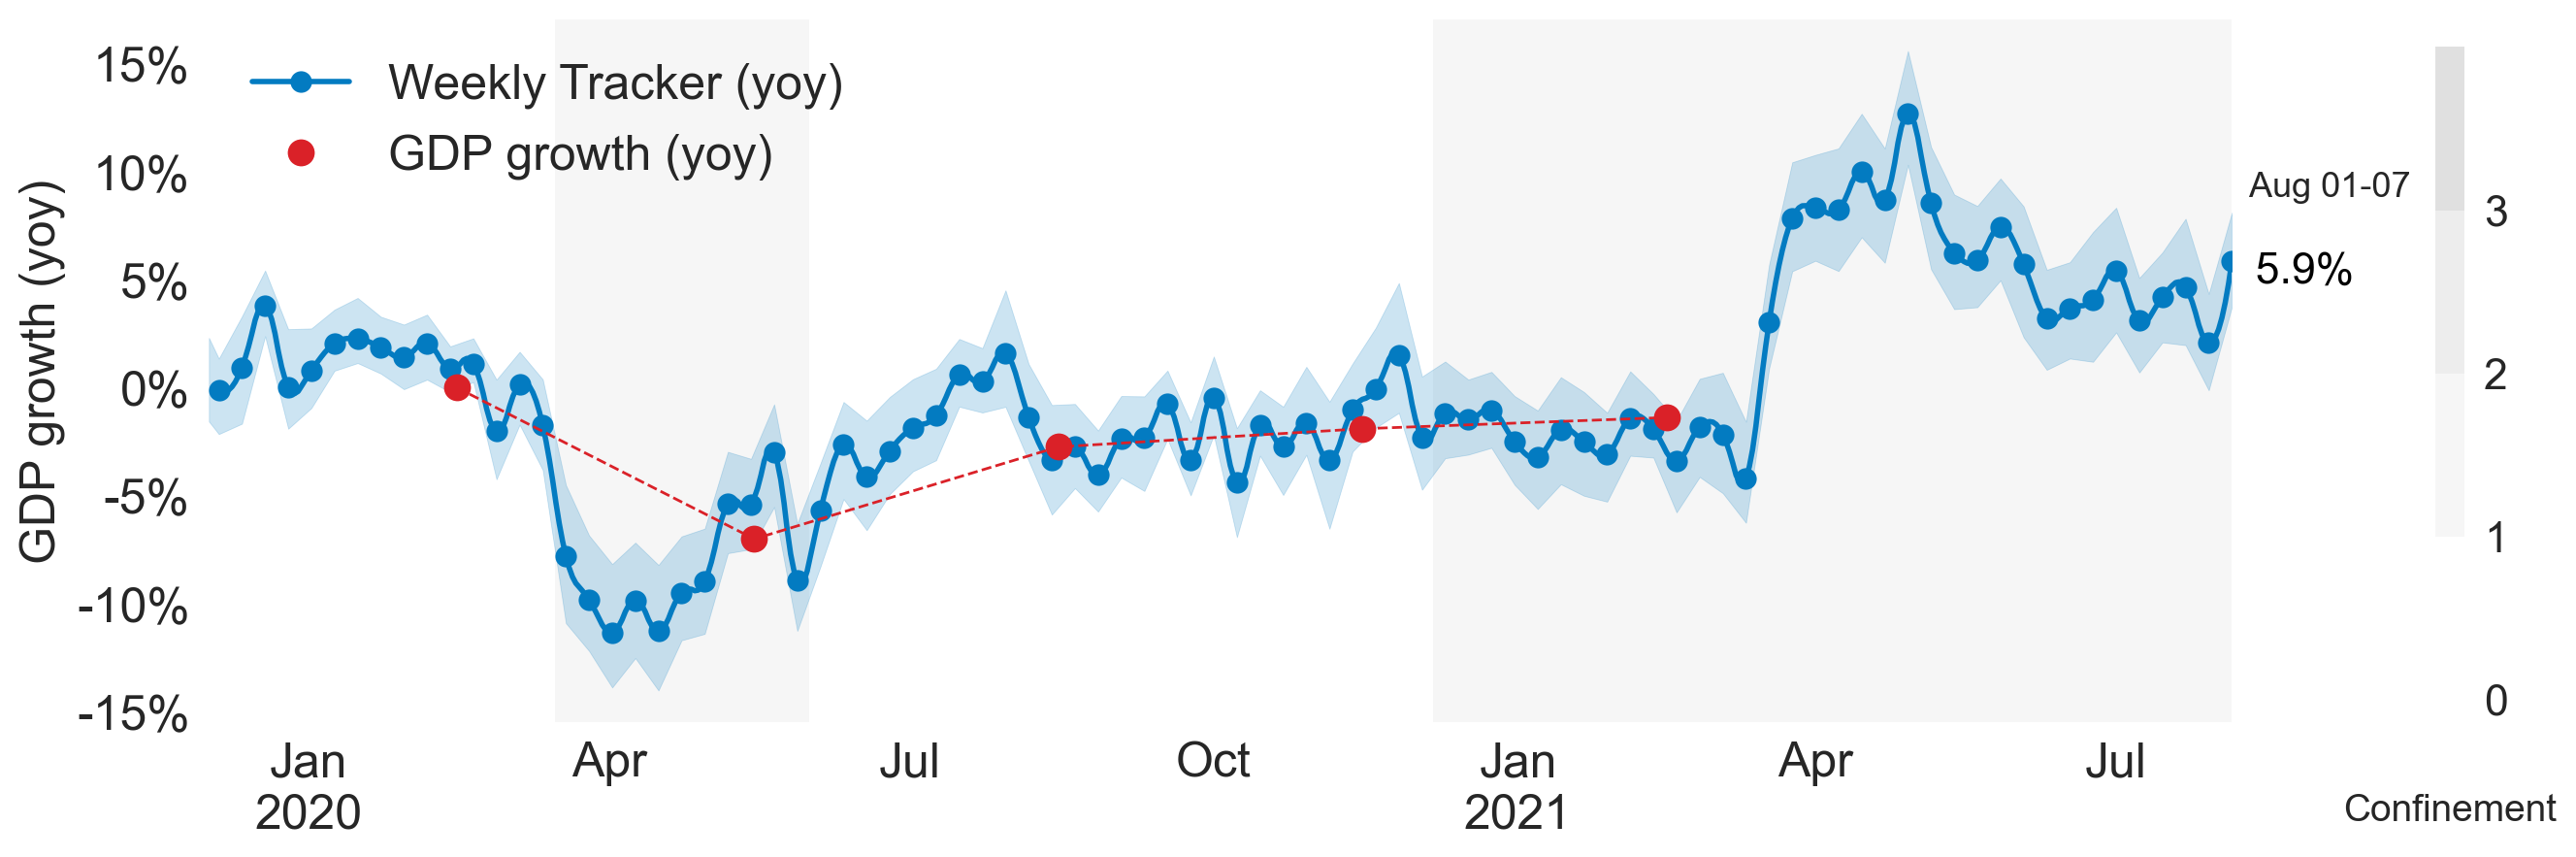 Weekly Tracker (yoy)
GDP growth (yoy)
GDP growth (yoy)
15%
10%
5%
0%
-5%
-10%
-15%
Jan
2020
Apr
Jul
Oct
Jan
2021
Apr
Jul
Aug 01-07
5.9%
3
2
1
0
Confinement